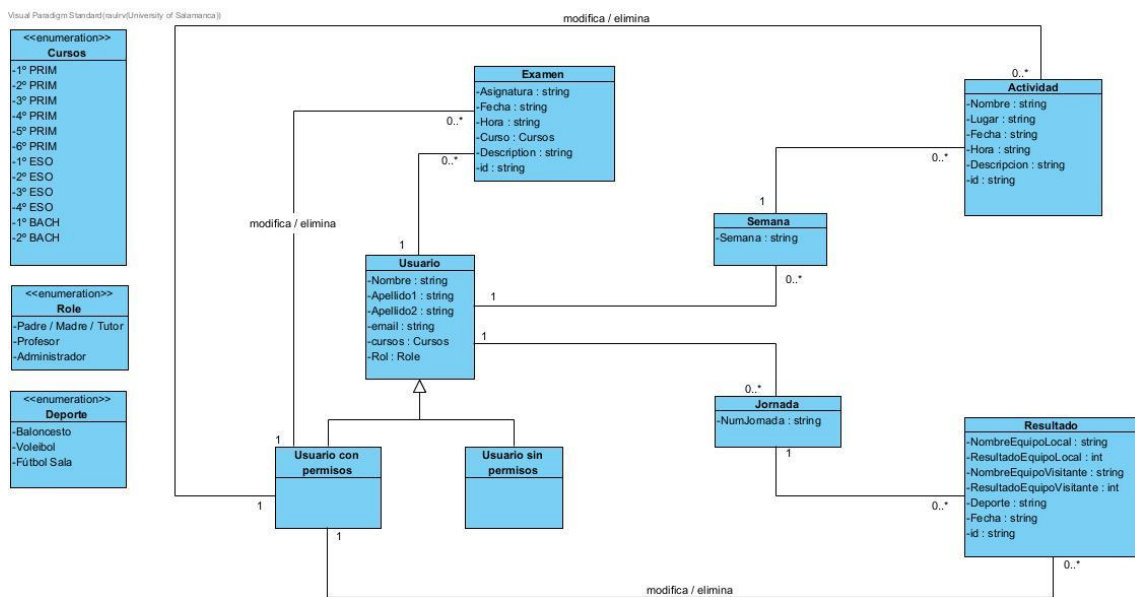 Visual Paradigm Standard(raulrv(University of Salamanca))
modifica / elimina
<<enumeration>>
Cursos
-1º PRIM
-2º PRIM
-3º PRIM
-4º PRIM
-5º PRIM
-6º PRIM
-1º ESO
-2º ESO
-3º ESO
-4º ESO
-1º BACH
-2º BACH
Examen
-Asignatura : string
-Fecha : string
-Hora : string
-Curso : Cursos
-Description : string
-id : string
0..*
0..*
0..*
Actividad
-Nombre : string
-Lugar : string
-Fecha : string
-Hora : string
-Descripcion : string
-id : string
0..*
1
Semana
-Semana : string
0..*
modifica / elimina
1
Usuario
-Nombre : string
-Apellido1 : string
-Apellido2 : string
-email : string
-cursos : Cursos
-Rol : Role
1
1
<<enumeration>>
Role
-Padre / Madre / Tutor
-Profesor
-Administrador
<<enumeration>>
Deporte
-Baloncesto
-Voleibol
-Fútbol Sala
0..*
Jornada
-NumJornada : string
1
0..*
Resultado
-NombreEquipoLocal : string
-ResultadoEquipoLocal : int
-NombreEquipoVisitante : string
-ResultadoEquipoVisitante : int
-Deporte : string
-Fecha : string
-id : string
0..*
1
Usuario con
permisos
Usuario sin
permisos
1
1
modifica / elimina